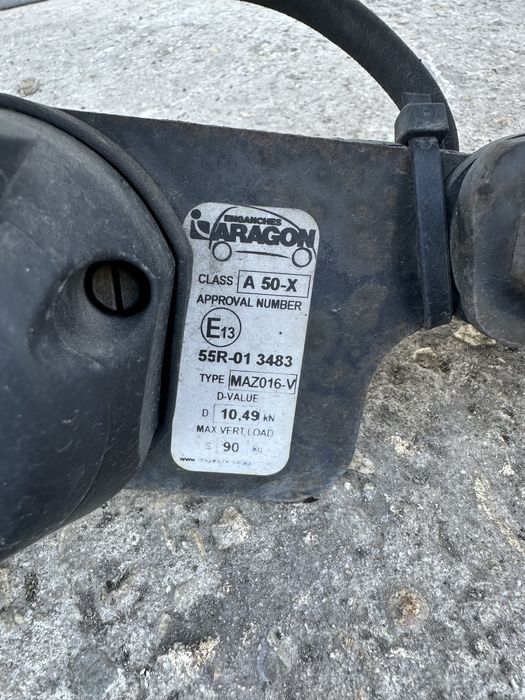 ENGANCHES
ARAGON
CLASS A 50-X
APPROVAL NUMBER
E13
55R-01 3483
TYPE MAZ016-V
D-VALUE
D 10,49 kN
MAX VERT.LOAD
S 90 kg
www.